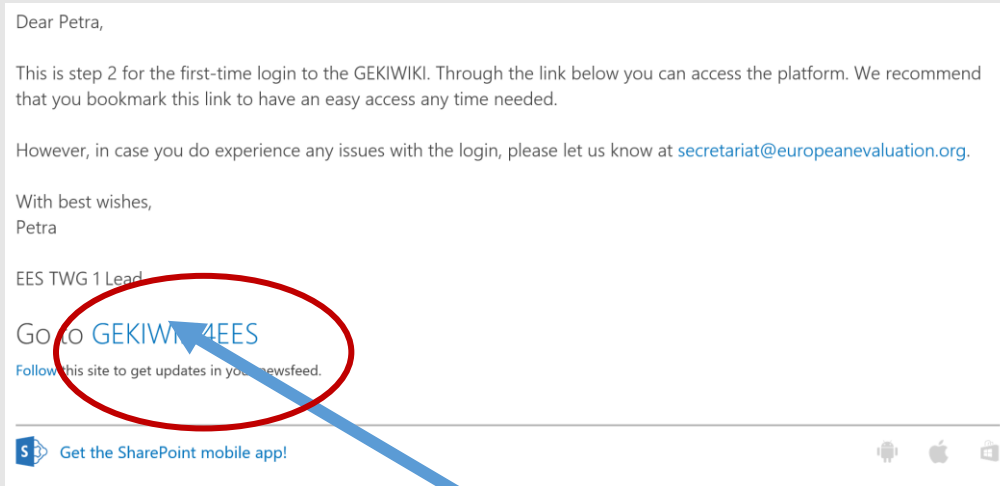 Dear Petra,
This is step 2 for the first-time login to the GEKIWIKI. Through the link below you can access the platform. We recommend
that you bookmark this link to have an easy access any time needed.
However, in case you do experience any issues with the login, please let us know at secretariat@europeanevaluation.org.
With best wishes,
Petra
EES TWG 1 Lead
Go to GEKIWIKI4EES
Follow this site to get updates in your newsfeed.
S Get the SharePoint mobile app!